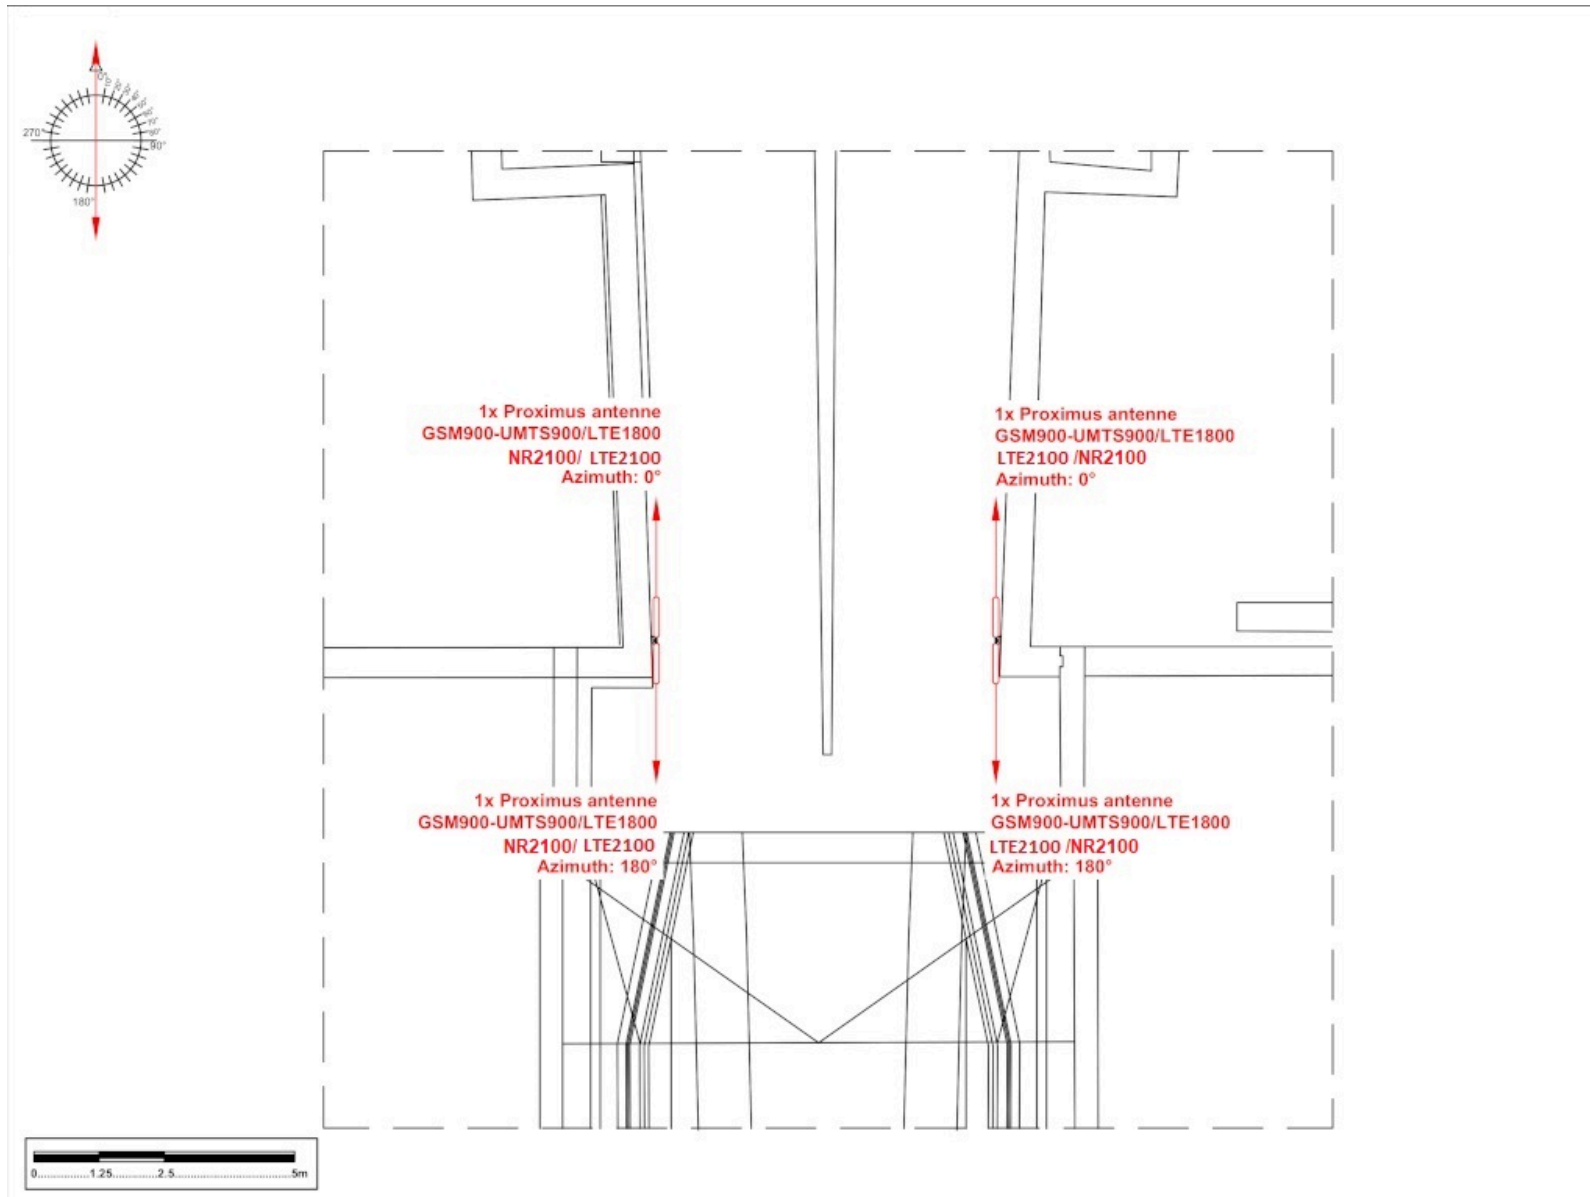 0°
270°
90°
180°
1x Proximus antenne
GSM900-UMTS900/LTE1800
NR2100/ LTE2100
Azimuth: 0°
1x Proximus antenne
GSM900-UMTS900/LTE1800
LTE2100 /NR2100
Azimuth: 0°
1x Proximus antenne
GSM900-UMTS900/LTE1800
NR2100/ LTE2100
Azimuth: 180°
1x Proximus antenne
GSM900-UMTS900/LTE1800
LTE2100 /NR2100
Azimuth: 180°
0 1.25 2.5 5m